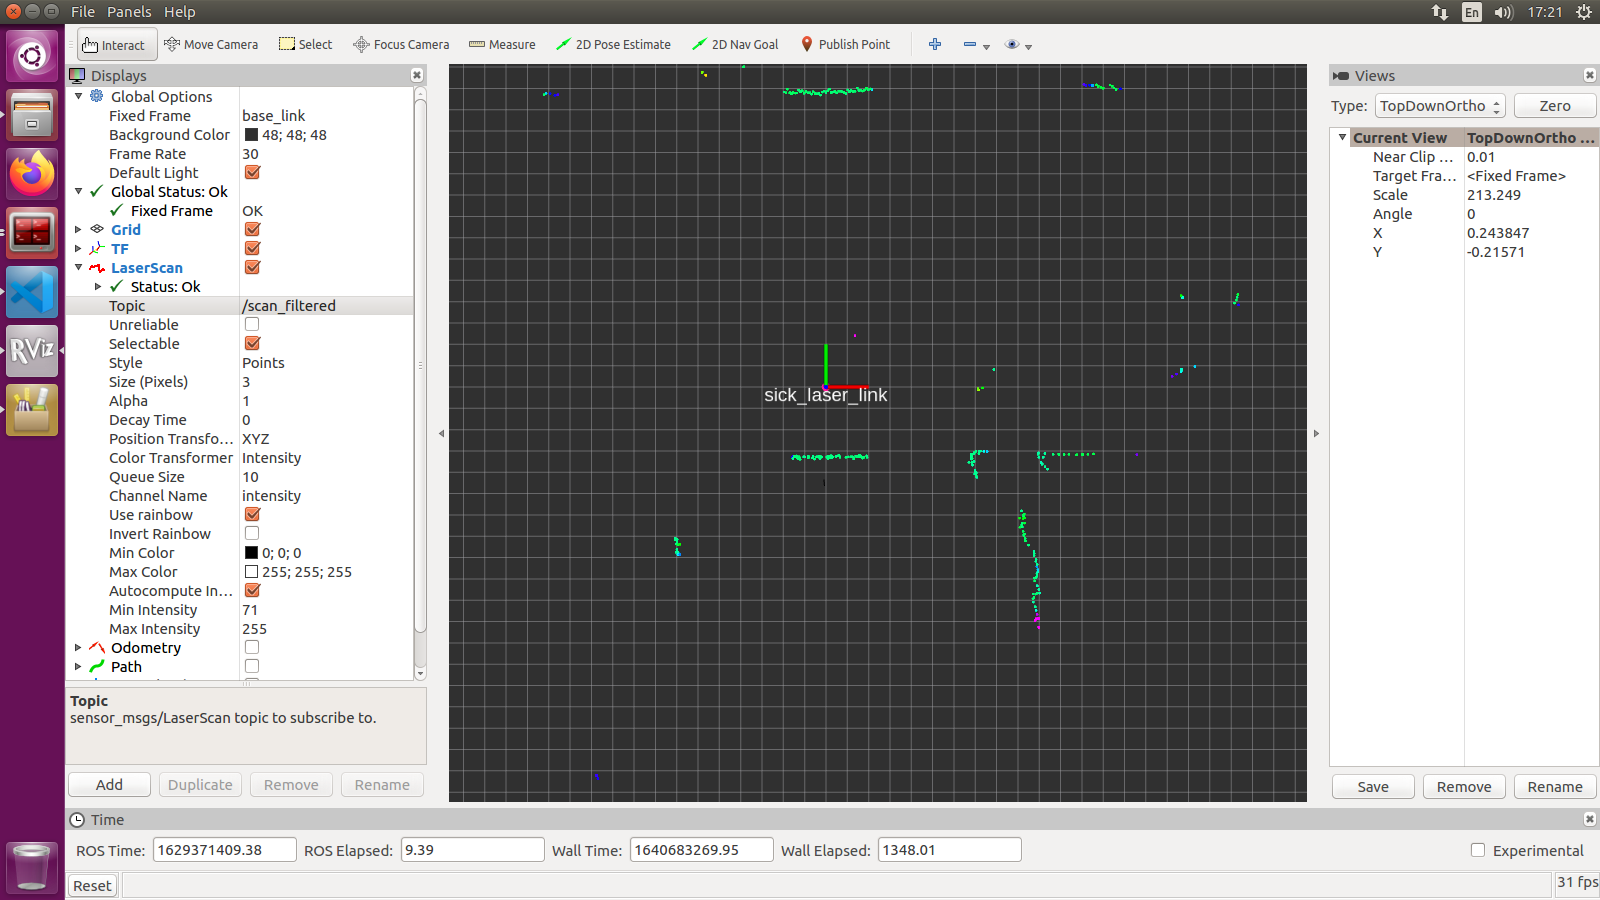 File Panels Help
En 17:21
Interact Move Camera Select Focus Camera Measure 2D Pose Estimate 2D Nav Goal Publish Point
Displays
Global Options
Fixed Frame base_link
Background Color 48; 48; 48
Frame Rate 30
Default Light
Global Status: Ok
Fixed Frame OK
Grid
TF
LaserScan
Status: Ok
Topic /scan_filtered
Unreliable
Selectable
Style Points
Size (Pixels) 3
Alpha 1
Decay Time 0
Position Transfo... XYZ
Color Transformer Intensity
Queue Size 10
Channel Name intensity
Use rainbow
Invert Rainbow
Min Color 0; 0; 0
Max Color 255; 255; 255
Autocompute In...
Min Intensity 71
Max Intensity 255
Odometry
Path
Topic
sensor_msgs/LaserScan topic to subscribe to.
Add Duplicate Remove Rename
RViz
sick_laser_link
Views
Type: TopDownOrtho Zero
Current View TopDownOrtho ...
Near Clip ... 0.01
Target Fra... <Fixed Frame>
Scale 213.249
Angle 0
X 0.243847
Y -0.21571
Save Remove Rename
Time
ROS Time: 1629371409.38 ROS Elapsed: 9.39 Wall Time: 1640683269.95 Wall Elapsed: 1348.01 Experimental
Reset 31 fps